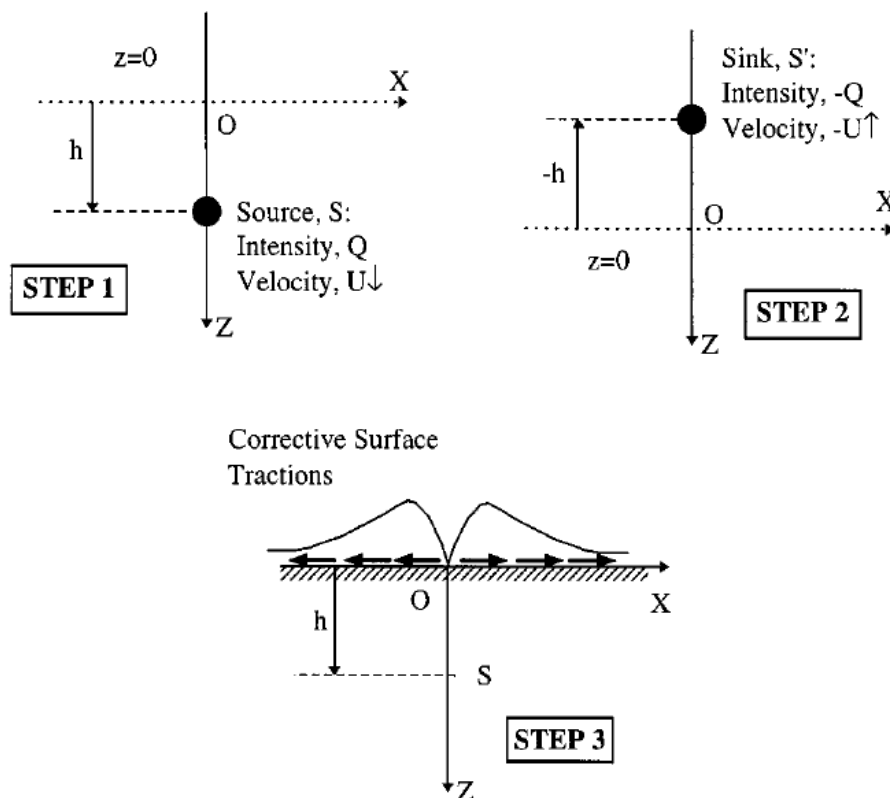 z=0
X
O
h
Source, S:
Intensity, Q
Velocity, U↓
STEP 1
Z
Sink, S':
Intensity, -Q
Velocity, -U↑
-h
X
O
z=0
STEP 2
Z
Corrective Surface
Tractions
O
X
h
S
STEP 3
Z